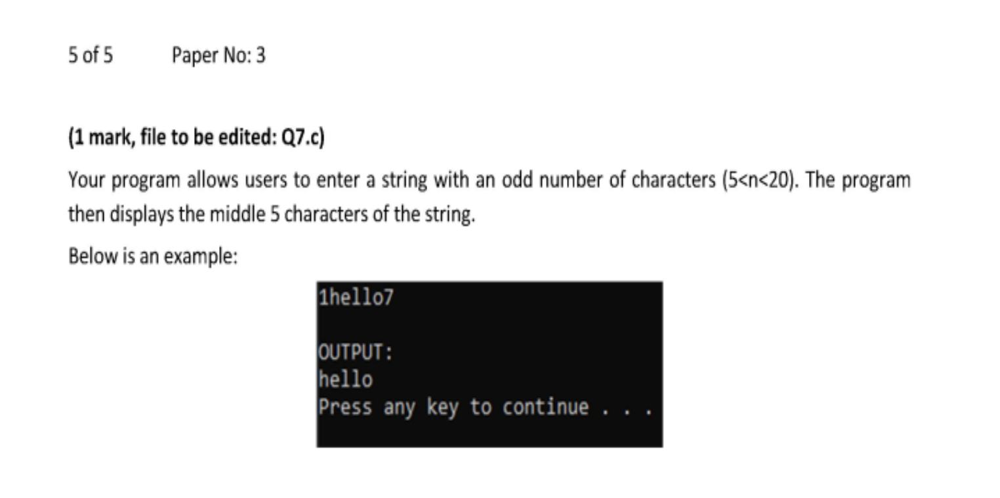 5 of 5 Paper No: 3
(1 mark, file to be edited: Q7.c)
Your program allows users to enter a string with an odd number of characters (5<n<20). The program
then displays the middle 5 characters of the string.
Below is an example:
1hello7
OUTPUT:
hello
Press any key to continue . . .